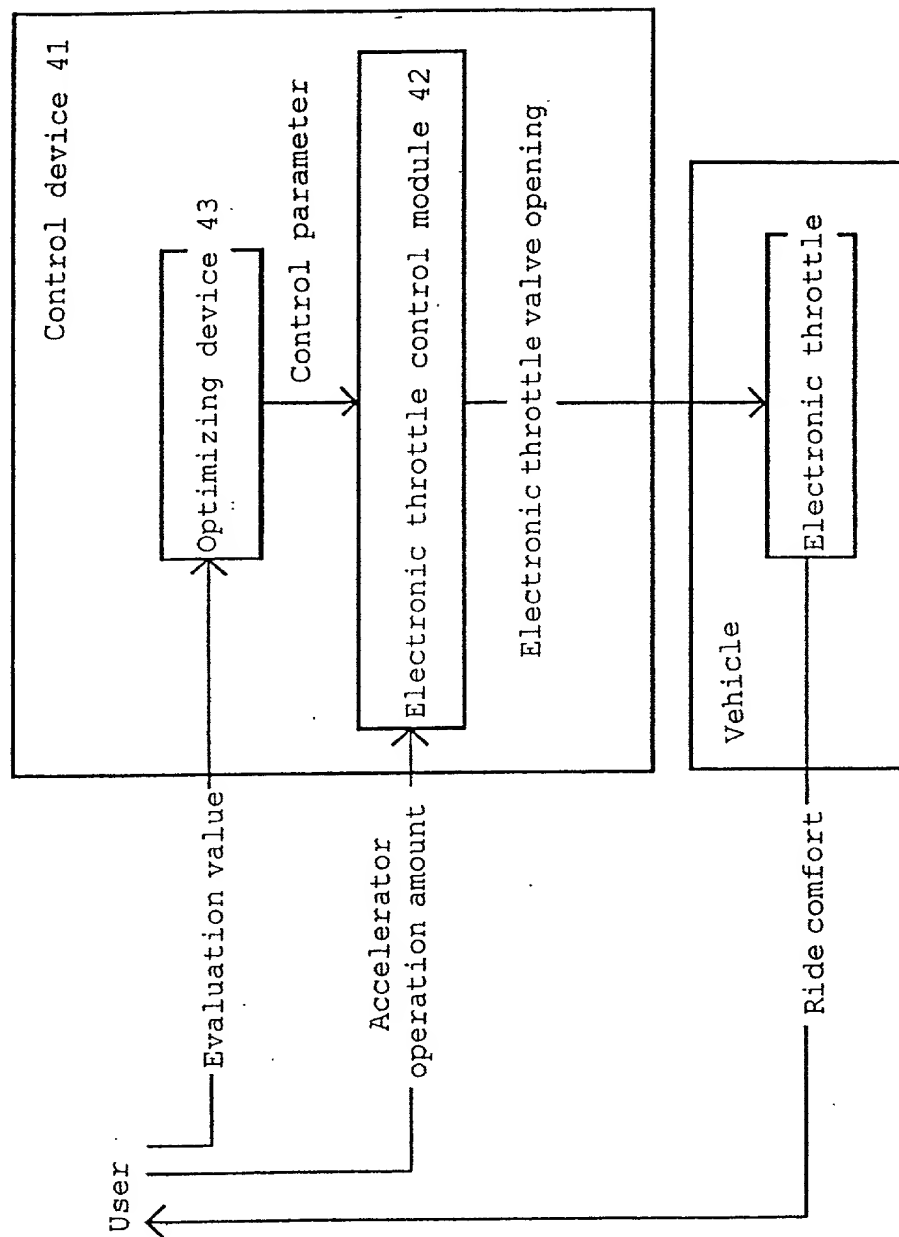 Control device 41
Optimizing device 43
Control parameter
Electronic throttle control module 42
Electronic throttle valve opening
Vehicle
Electronic throttle
User
Evaluation value
Accelerator
operation amount
Ride comfort